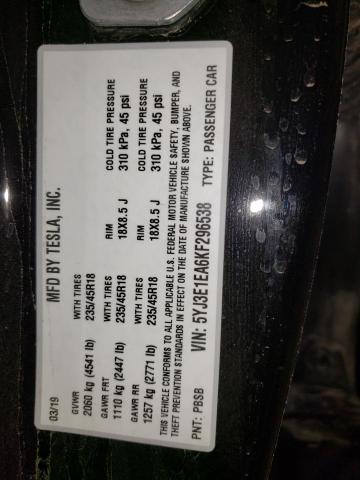 03/19 MFD BY TESLA, INC.
GVWR WITH TIRES RIM COLD TIRE PRESSURE
2060 kg (4541 lb) 235/45R18 18X8.5 J 310 kPa, 45 psi
GAWR FRT WITH TIRES RIM COLD TIRE PRESSURE
1110 kg (2447 lb) 235/45R18 18X8.5 J 310 kPa, 45 psi
GAWR RR
1257 kg (2771 lb)
THIS VEHICLE CONFORMS TO ALL APPLICABLE U.S. FEDERAL MOTOR VEHICLE SAFETY, BUMPER, AND
THEFT PREVENTION STANDARDS IN EFFECT ON THE DATE OF MANUFACTURE SHOWN ABOVE.
PNT: PBSB VIN: 5YJ3E1EA6KF296538 TYPE: PASSENGER CAR